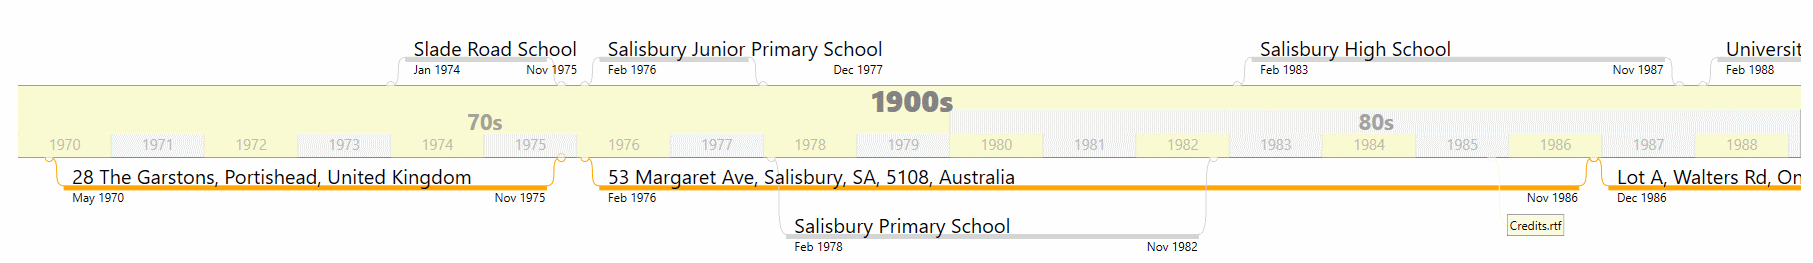 Slade Road School
Jan 1974 Nov 1975
Salisbury Junior Primary School
Feb 1976 Dec 1977
Salisbury High School
Feb 1983 Nov 1987
Universit
Feb 1988
1900s
70s 80s
1970 1971 1972 1973 1974 1975 1976 1977 1978 1979 1980 1981 1982 1983 1984 1985 1986 1987 1988
28 The Garstons, Portishead, United Kingdom
May 1970 Nov 1975
53 Margaret Ave, Salisbury, SA, 5108, Australia
Feb 1976 Nov 1986
Lot A, Walters Rd, On
Dec 1986
Salisbury Primary School
Feb 1978 Nov 1982
Credits.rtf